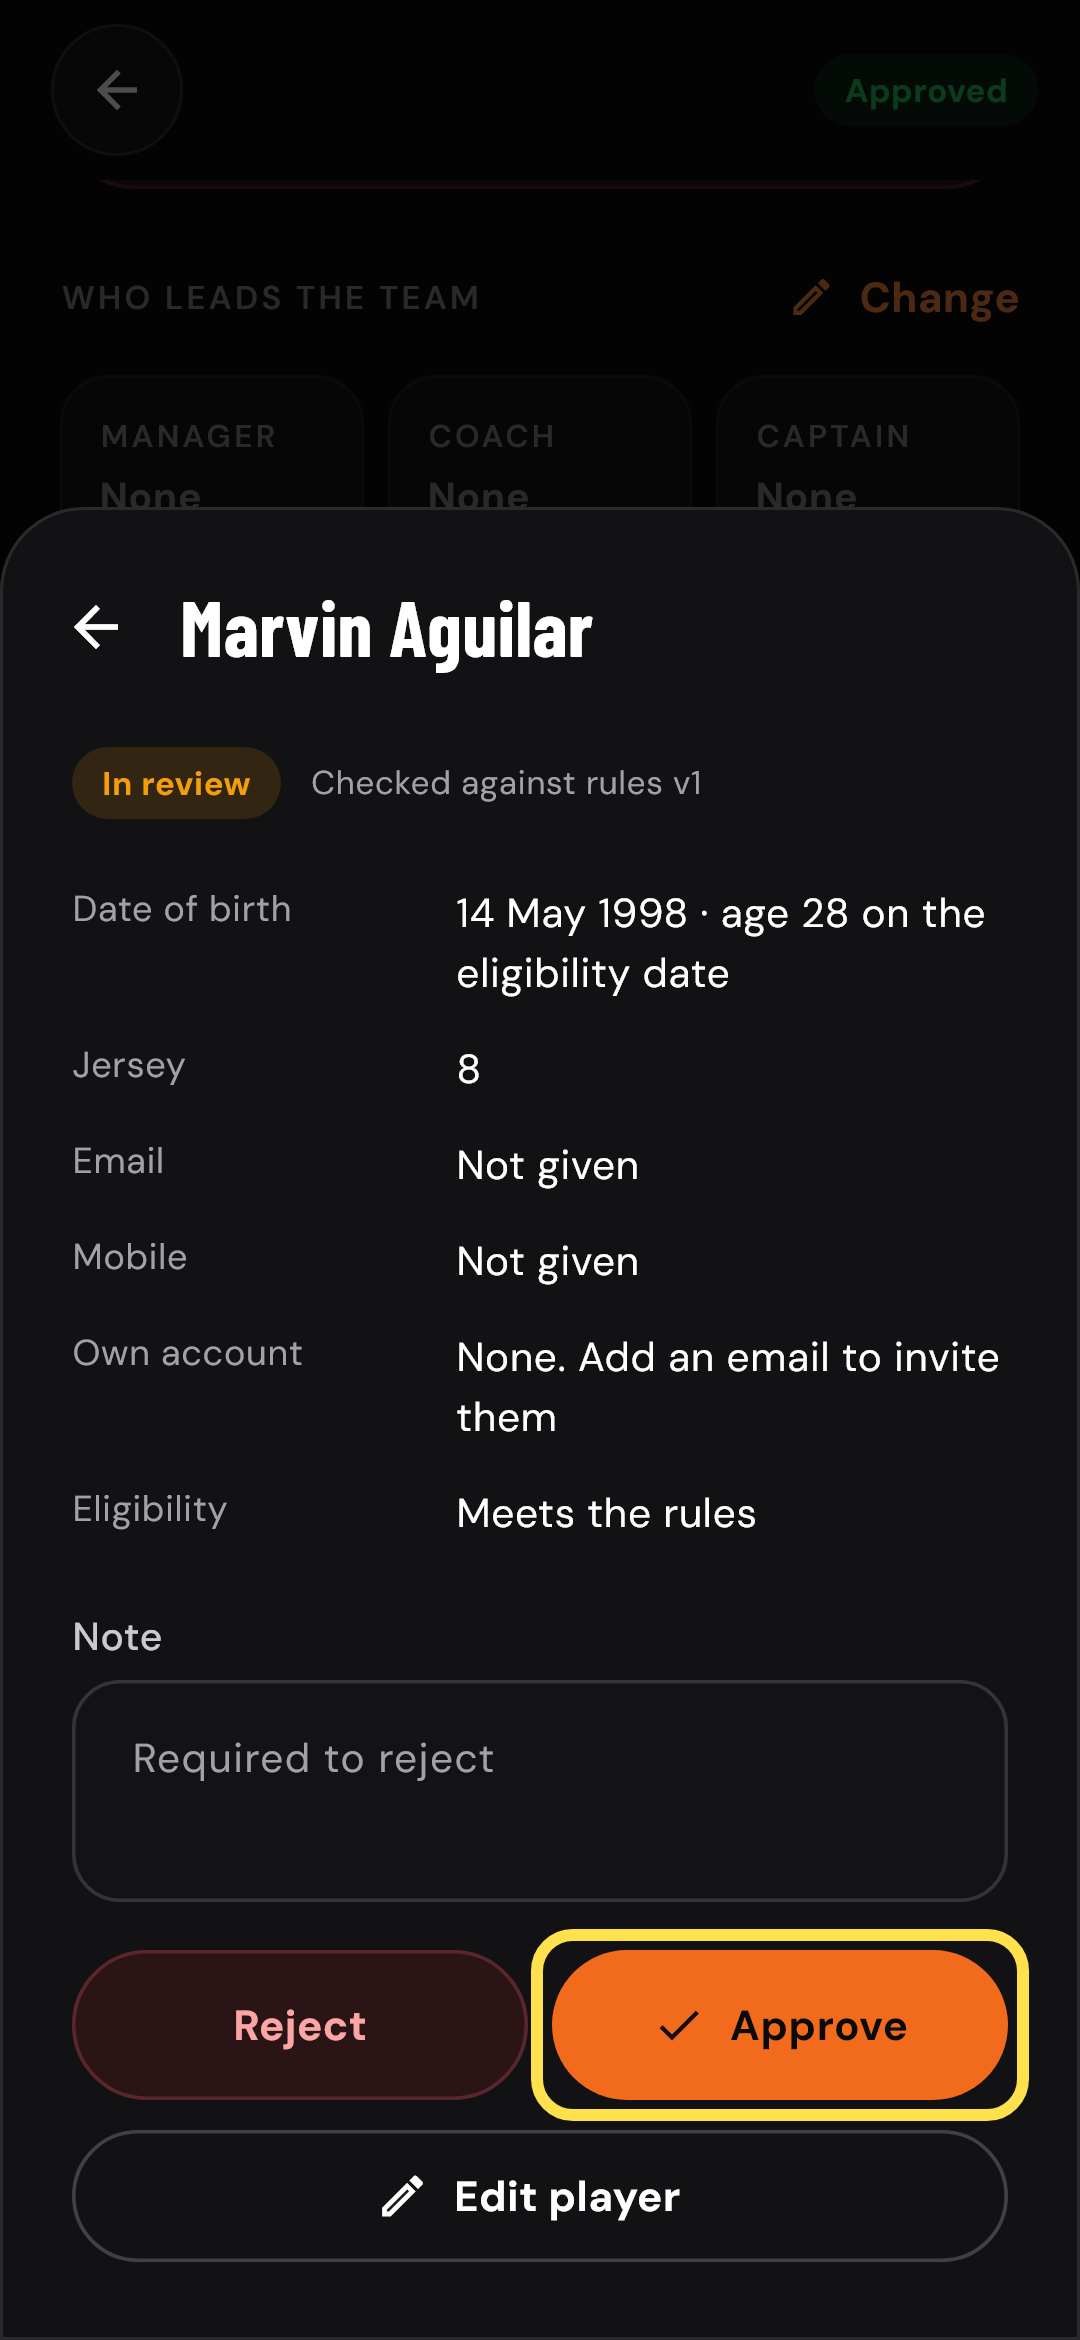 Approved
WHO LEADS THE TEAM
Change
MANAGER
COACH
CAPTAIN
None
None
None
Marvin Aguilar
In review
Checked against rules v1
Date of birth
14 May 1998 · age 28 on the
eligibility date
Jersey
8
Email
Not given
Mobile
Not given
Own account
None. Add an email to invite
them
Eligibility
Meets the rules
Note
Required to reject
Reject
Approve
Edit player